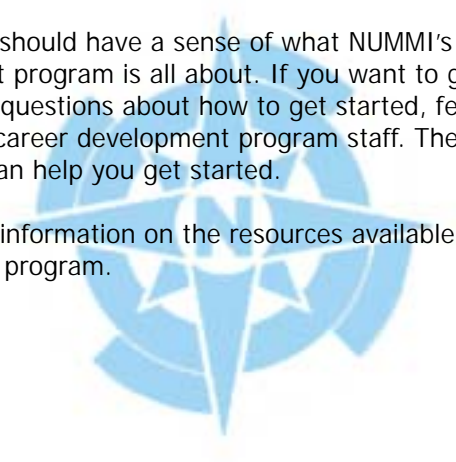 should have a sense of what NUMMI's
t program is all about. If you want to g
questions about how to get started, fe
career development program staff. The
an help you get started.
information on the resources available
program.
N